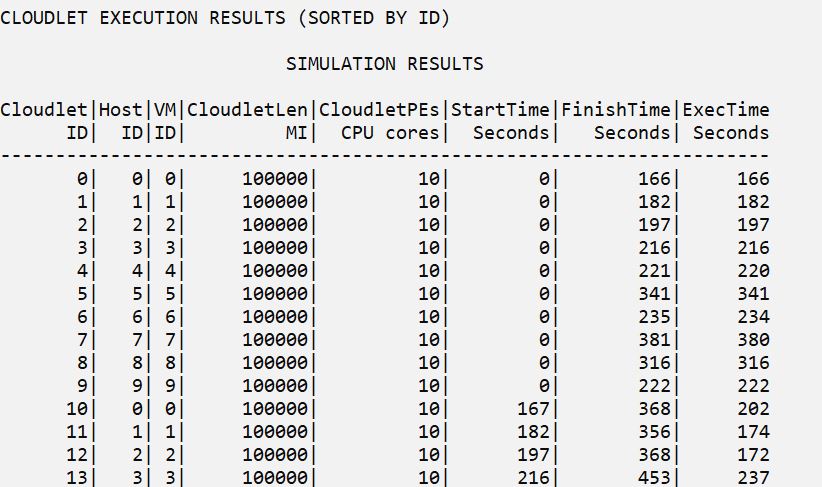 CLOUDLET EXECUTION RESULTS (SORTED BY ID)
SIMULATION RESULTS
Cloudlet|Host|VM|CloudletLen|CloudletPEs|StartTime|FinishTime|ExecTime
ID| ID|ID| MI| CPU cores| Seconds| Seconds| Seconds
----------------------------------------------------------------------
0| 0| 0| 100000| 10| 0| 166| 166
1| 1| 1| 100000| 10| 0| 182| 182
2| 2| 2| 100000| 10| 0| 197| 197
3| 3| 3| 100000| 10| 0| 216| 216
4| 4| 4| 100000| 10| 0| 221| 220
5| 5| 5| 100000| 10| 0| 341| 341
6| 6| 6| 100000| 10| 0| 235| 234
7| 7| 7| 100000| 10| 0| 381| 380
8| 8| 8| 100000| 10| 0| 316| 316
9| 9| 9| 100000| 10| 0| 222| 222
10| 0| 0| 100000| 10| 167| 368| 202
11| 1| 1| 100000| 10| 182| 356| 174
12| 2| 2| 100000| 10| 197| 368| 172
13| 3| 3| 100000| 10| 216| 453| 237